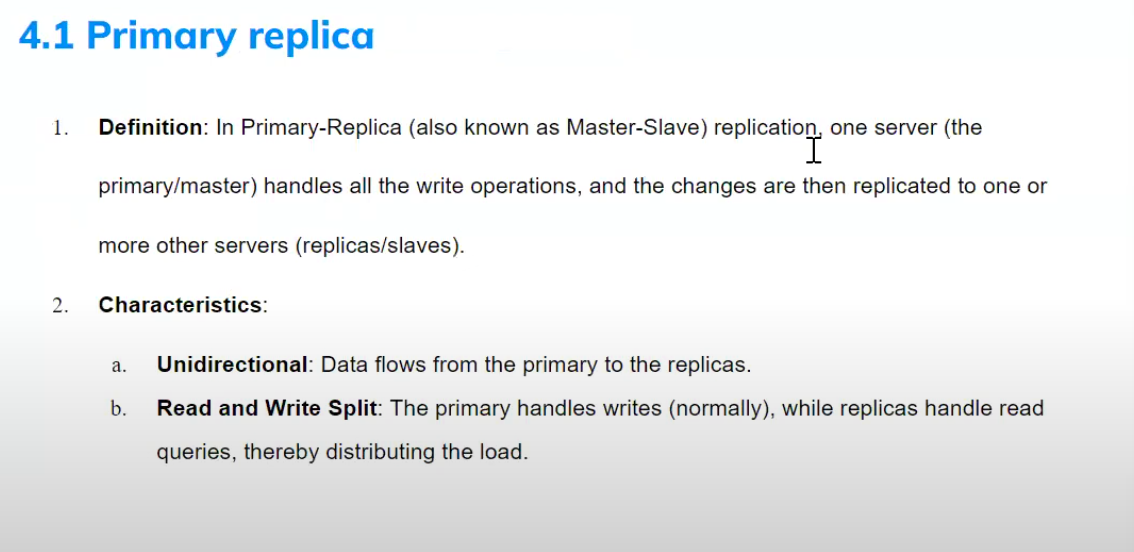 4.1 Primary replica
1. Definition: In Primary-Replica (also known as Master-Slave) replication, one server (the
primary/master) handles all the write operations, and the changes are then replicated to one or
more other servers (replicas/slaves).
2. Characteristics:
a. Unidirectional: Data flows from the primary to the replicas.
b. Read and Write Split: The primary handles writes (normally), while replicas handle read
queries, thereby distributing the load.